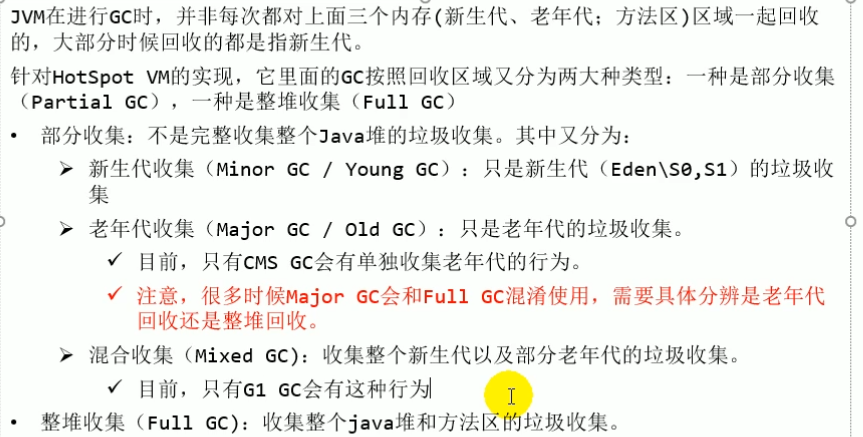 JVM在进行GC时，并非每次都对上面三个内存(新生代、老年代；方法区)区域一起回收
的，大部分时候回收的都是指新生代。
针对HotSpot VM的实现，它里面的GC按照回收区域又分为两大种类型：一种是部分收集
（Partial GC），一种是整堆收集（Full GC）
• 部分收集：不是完整收集整个Java堆的垃圾收集。其中又分为：
➢ 新生代收集（Minor GC / Young GC）：只是新生代（Eden\S0,S1）的垃圾收
集
➢ 老年代收集（Major GC / Old GC）：只是老年代的垃圾收集。
✓ 目前，只有CMS GC会有单独收集老年代的行为。
✓ 注意，很多时候Major GC会和Full GC混淆使用，需要具体分辨是老年代
回收还是整堆回收。
➢ 混合收集（Mixed GC)：收集整个新生代以及部分老年代的垃圾收集。
✓ 目前，只有G1 GC会有这种行为
• 整堆收集（Full GC)：收集整个java堆和方法区的垃圾收集。